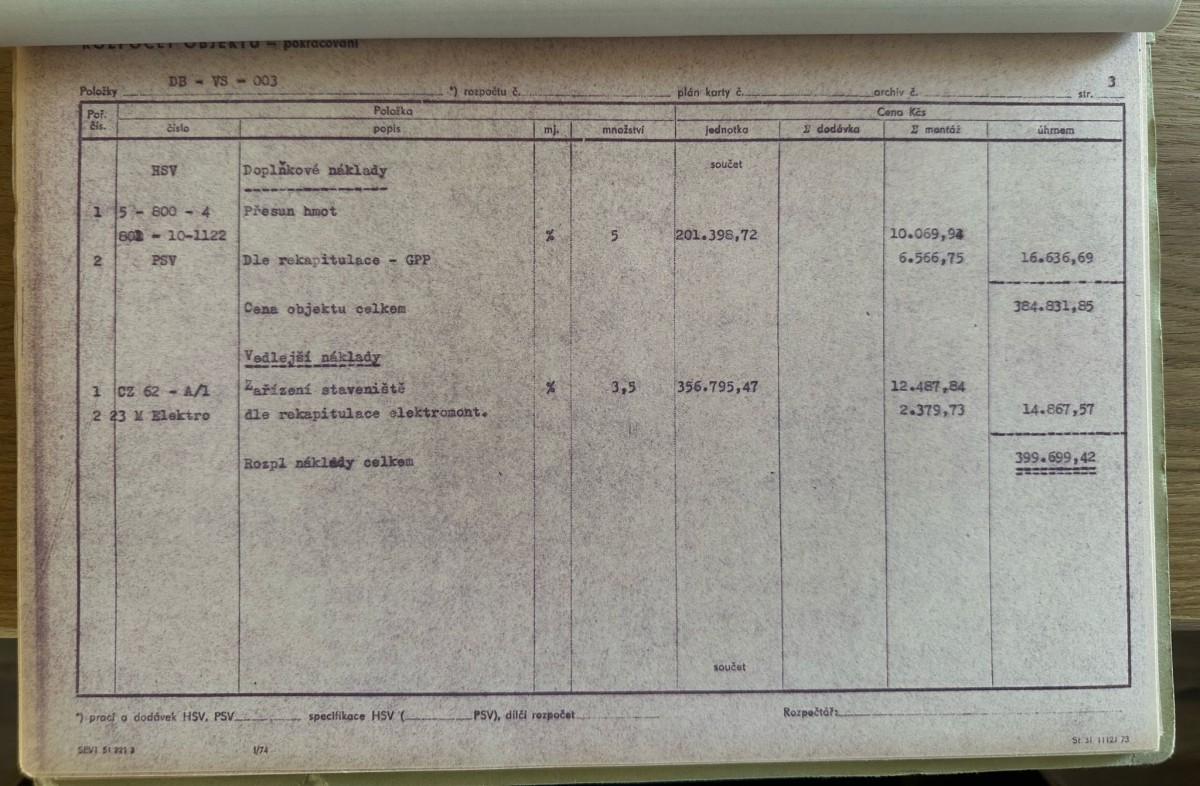 ROZPOČET OBJEKTU — pokračování
DB - VS - 003
Položky *) rozpočtu č. plán karty č. archiv č. str. 3
Poř. čís. Položka Cena Kčs
číslo popis mj. množství jednotka Σ dodávka Σ montáž úhrnem
součet
HSV Doplňkové náklady
1 5 - 800 - 4 Přesun hmot
801 - 10-1122 % 5 201.398,72 10.069,94
2 PSV Dle rekapitulace - GPP 6.566,75 16.636,69
Cena objektu celkem 384.831,85
Vedlejší náklady
1 CZ 62 - A/1 Zařízení staveniště % 3,5 356.795,47 12.487,84
2 23 M Elektro dle rekapitulace elektromont. 2.379,73 14.867,57
Rozpl náklady celkem 399.699,42
součet
*) prací a dodávek HSV, PSV specifikace HSV ( PSV), dílčí rozpočet Rozpočtář:
SEVT 51 221 2 1/74 St. sl. 1112/ 73